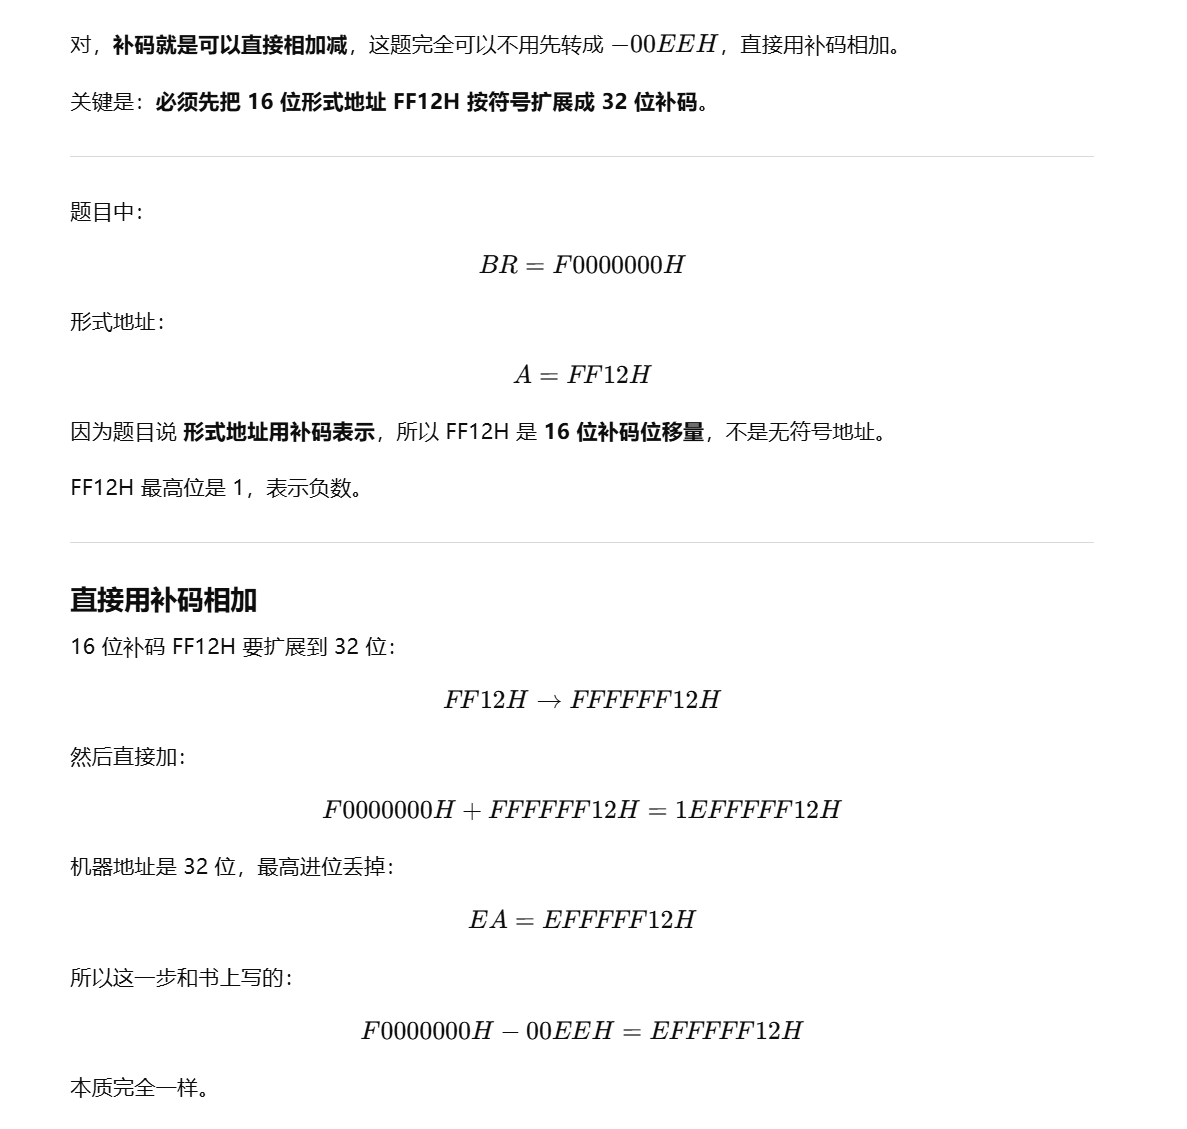 对，补码就是可以直接相加减，这题完全可以不用先转成 −00EEH，直接用补码相加。
关键是：必须先把 16 位形式地址 FF12H 按符号扩展成 32 位补码。
题目中：
BR = F0000000H
形式地址：
A = FF12H
因为题目说 形式地址用补码表示，所以 FF12H 是 16 位补码位移量，不是无符号地址。
FF12H 最高位是 1，表示负数。
直接用补码相加
16 位补码 FF12H 要扩展到 32 位：
FF12H → FFFFFF12H
然后直接加：
F0000000H + FFFFFF12H = 1EFFFFF12H
机器地址是 32 位，最高进位丢掉：
EA = EFFFFF12H
所以这一步和书上写的：
F0000000H − 00EEH = EFFFFF12H
本质完全一样。